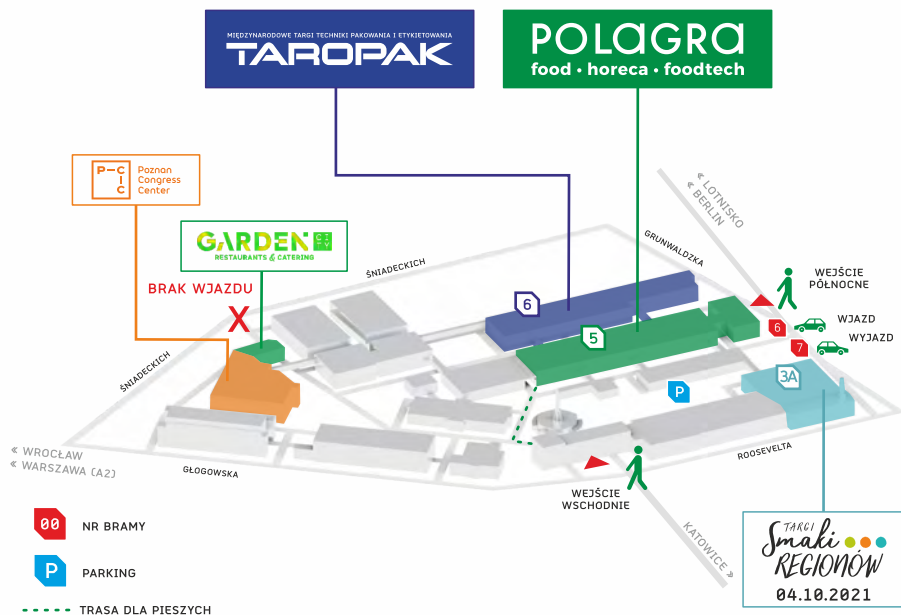 MIĘDZYNARODOWE TARGI TECHNIKI PAKOWANIA I ETYKIETOWANIA
TAROPAK
POLAGRA
food • horeca • foodtech
P–C
I
C
Poznan
Congress
Center
GARDEN CITY
RESTAURANTS & CATERING
BRAK WJAZDU
X
ŚNIADECKICH
ŚNIADECKICH
« LOTNISKO
« BERLIN
GRUNWALDZKA
WEJŚCIE
PÓŁNOCNE
6
5
6
WJAZD
7
WYJAZD
3A
P
ROOSEVELTA
« WROCŁAW
« WARSZAWA (A2)
GŁOGOWSKA
WEJŚCIE
WSCHODNIE
KATOWICE »
00 NR BRAMY
P PARKING
TRASA DLA PIESZYCH
TARGI
Smaki
REGIONÓW
04.10.2021